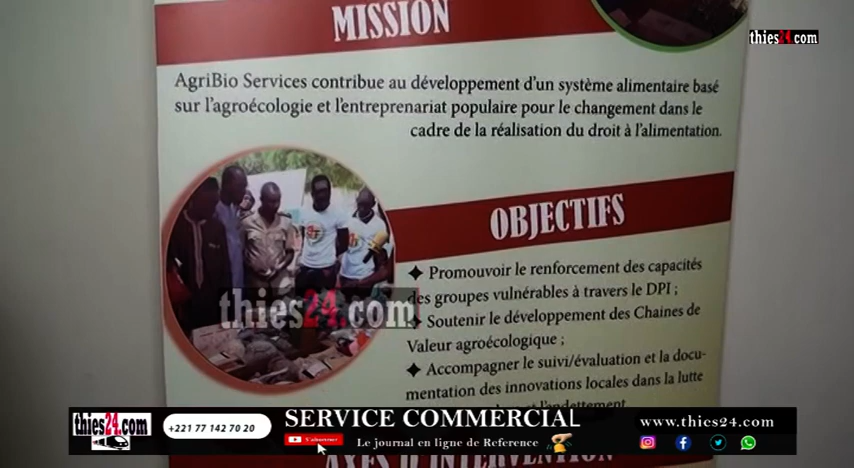 MISSION
thies24.com
AgriBio Services contribue au développement d'un système alimentaire basé
sur l'agroécologie et l'entreprenariat populaire pour le changement dans le
cadre de la réalisation du droit à l'alimentation.
OBJECTIFS
✦ Promouvoir le renforcement des capacités
des groupes vulnérables à travers le DPI ;
thies24.com
✦ Soutenir le développement des Chaines de
Valeur agroécologique ;
✦ Accompagner le suivi/évaluation et la docu-
mentation des innovations locales dans la lutte
l'endettement
thies24.com
+221 77 142 70 20
SERVICE COMMERCIAL
S'abonner
Le journal en ligne de Reference
www.thies24.com
AXES D'INTERVENTION